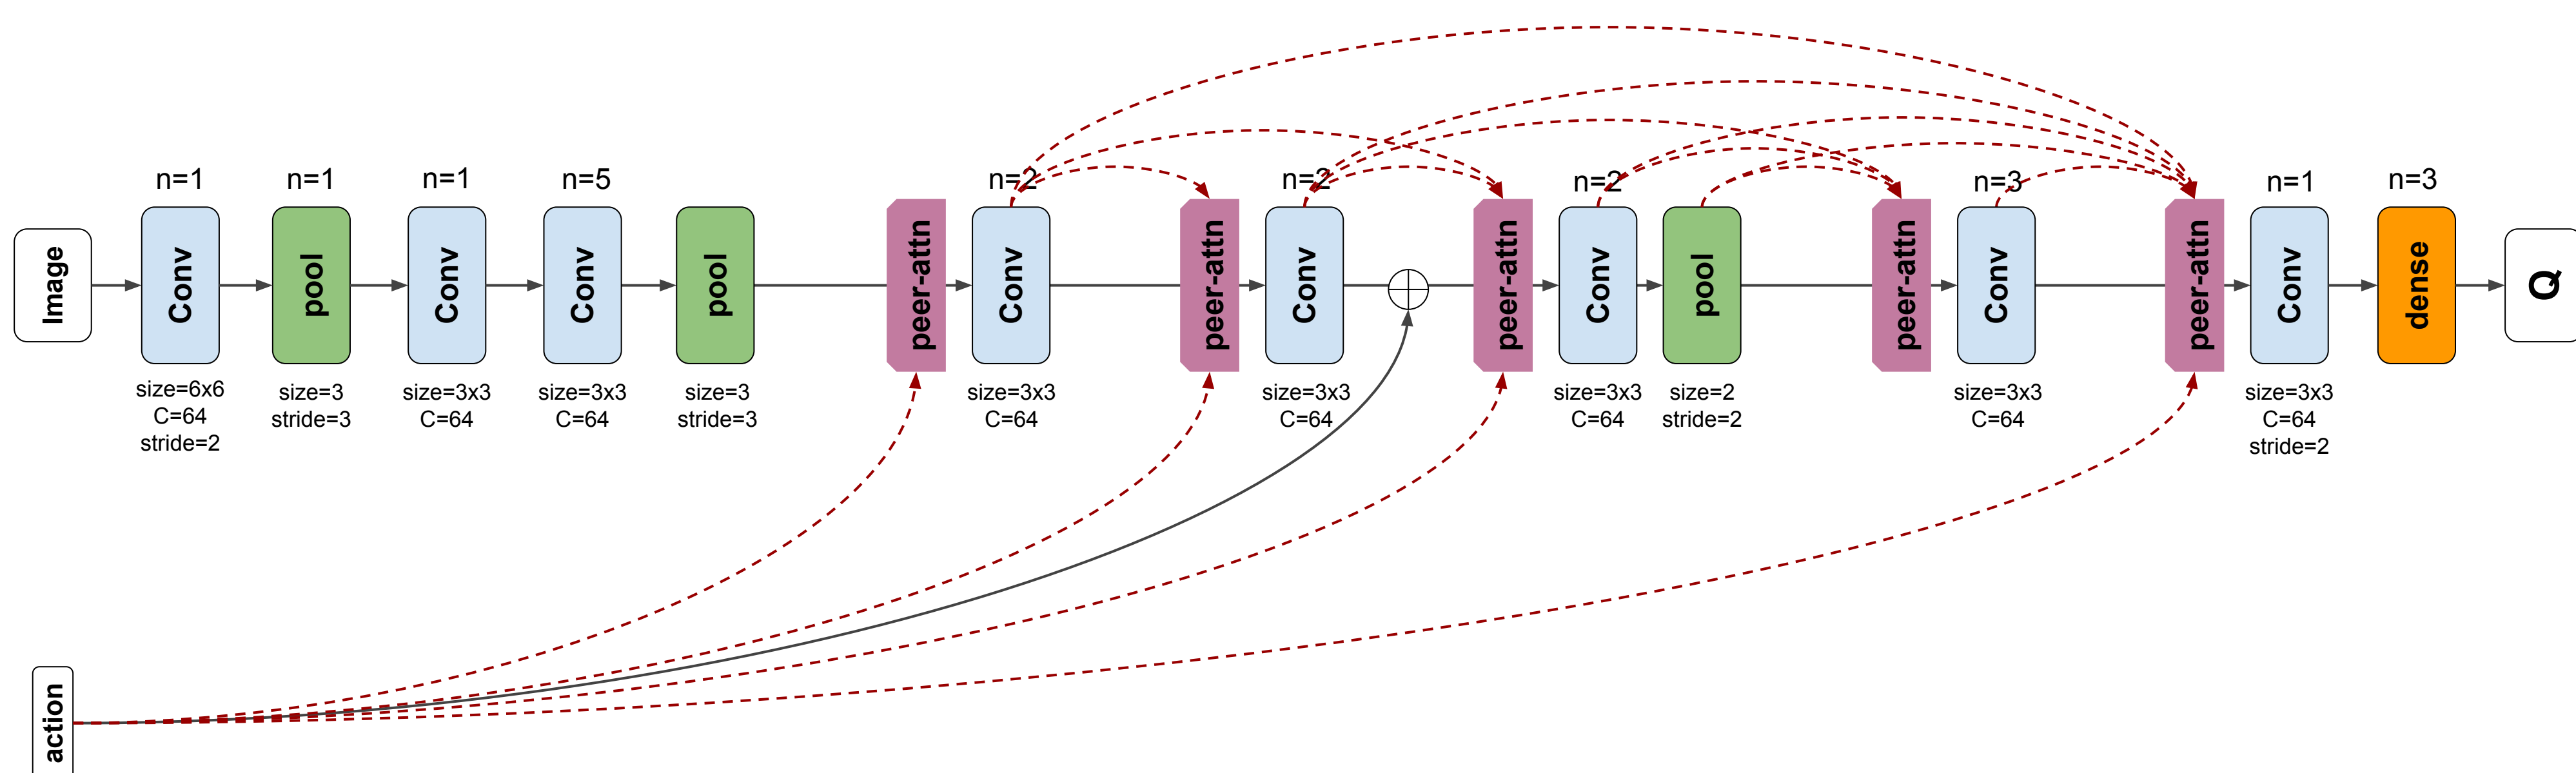 n=1
n=1
n=1
n=5
n=2
n=2
n=2
n=3
n=1
n=3
Image
Conv
pool
Conv
Conv
pool
peer-attn
Conv
peer-attn
Conv
peer-attn
Conv
pool
peer-attn
Conv
peer-attn
Conv
dense
Q
size=6x6
C=64
stride=2
size=3
stride=3
size=3x3
C=64
size=3x3
C=64
size=3
stride=3
size=3x3
C=64
size=3x3
C=64
size=3x3
C=64
size=2
stride=2
size=3x3
C=64
size=3x3
C=64
stride=2
action